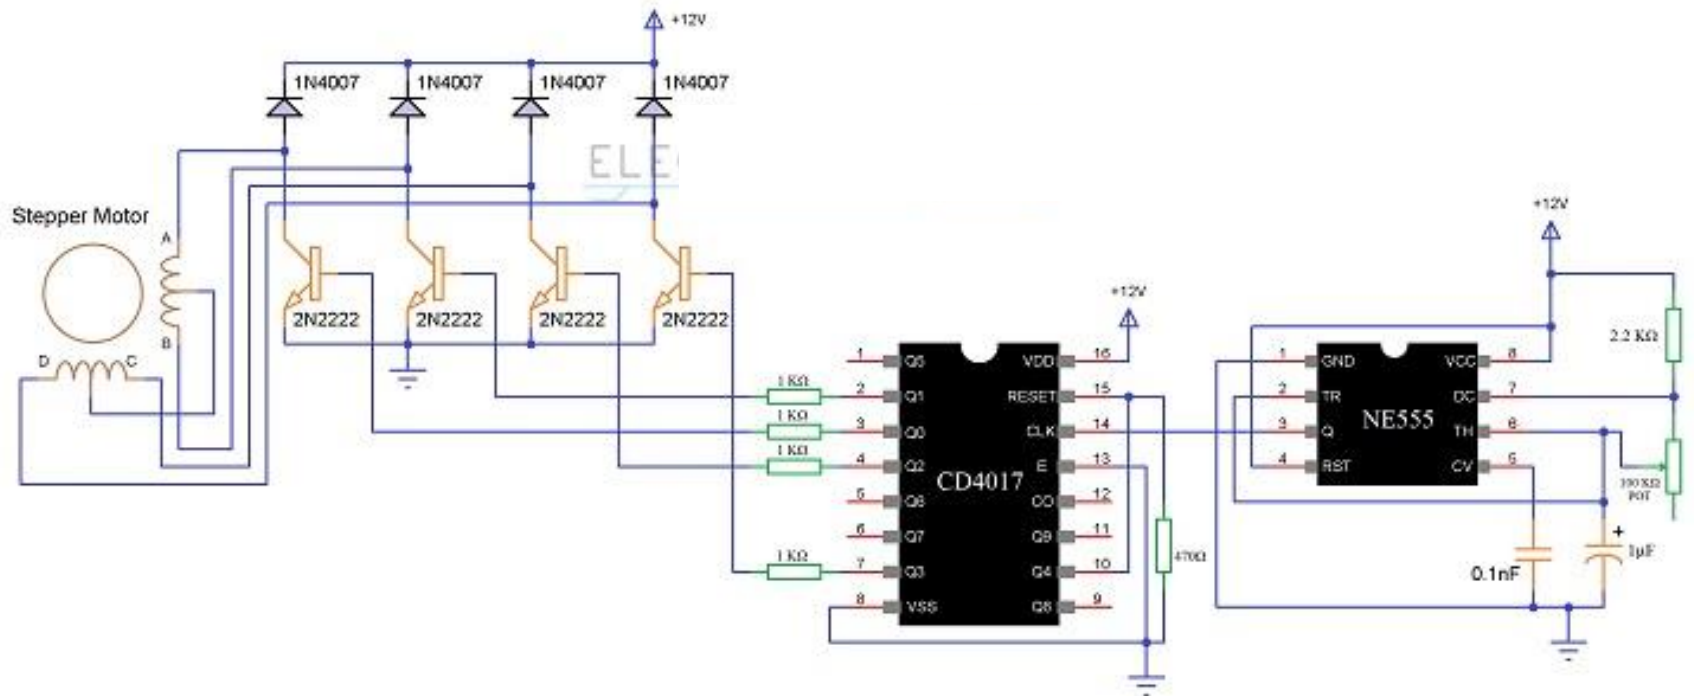 +12V
1N4007 1N4007 1N4007 1N4007
ELE
Stepper Motor
A
B
D C
2N2222 2N2222 2N2222 2N2222
+12V
+12V
1 KΩ
1 KΩ
1 KΩ
1 KΩ
1 Q5 VDD 16
2 Q1 RESET 15
3 Q0 CLK 14
4 Q2 E 13
CD4017
5 Q6 CO 12
6 Q7 Q9 11
7 Q3 Q4 10
8 VSS Q8 9
470Ω
1 GND VCC 8
2 TR DC 7
NE555
3 Q TH 6
4 RST CV 5
2.2 KΩ
100 KΩ
POT
0.1nF
+
1µF